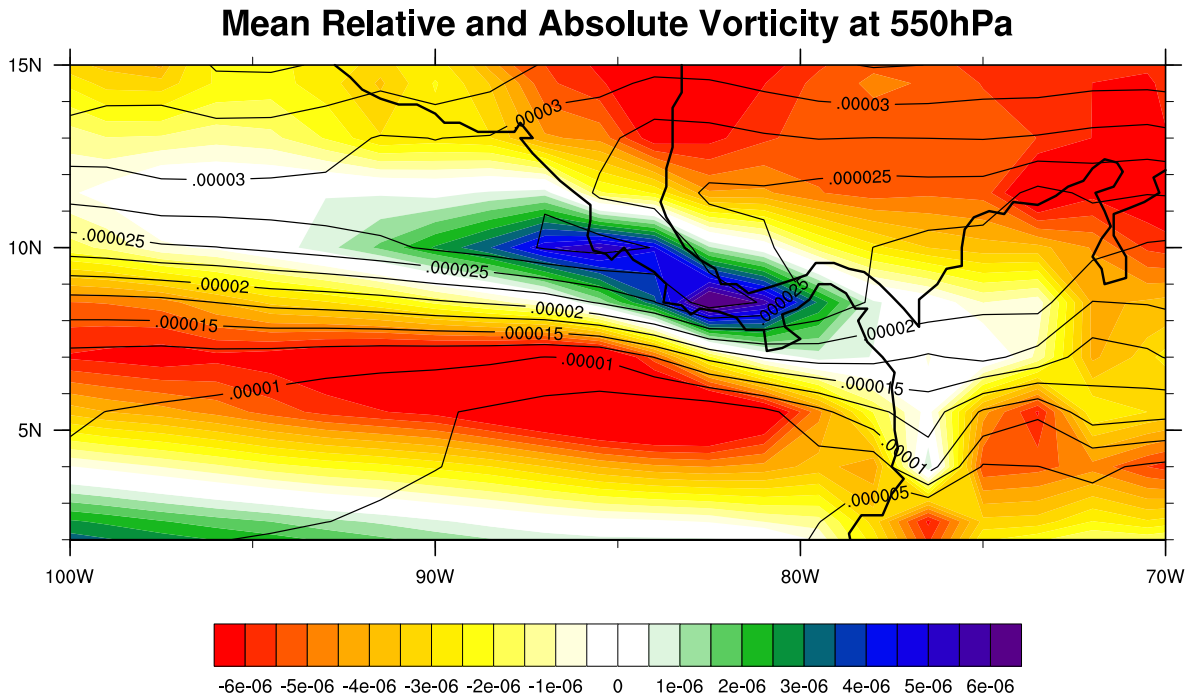 Mean Relative and Absolute Vorticity at 550hPa
15N
.00003
.00003
.000025
.00003
10N
.000025
.000025
.000025
.00002
.00002
.00002
.000015
.000015
.00001
.000015
.00001
5N
.00001
.000005
100W 90W 80W 70W
-6e-06 -5e-06 -4e-06 -3e-06 -2e-06 -1e-06 0 1e-06 2e-06 3e-06 4e-06 5e-06 6e-06